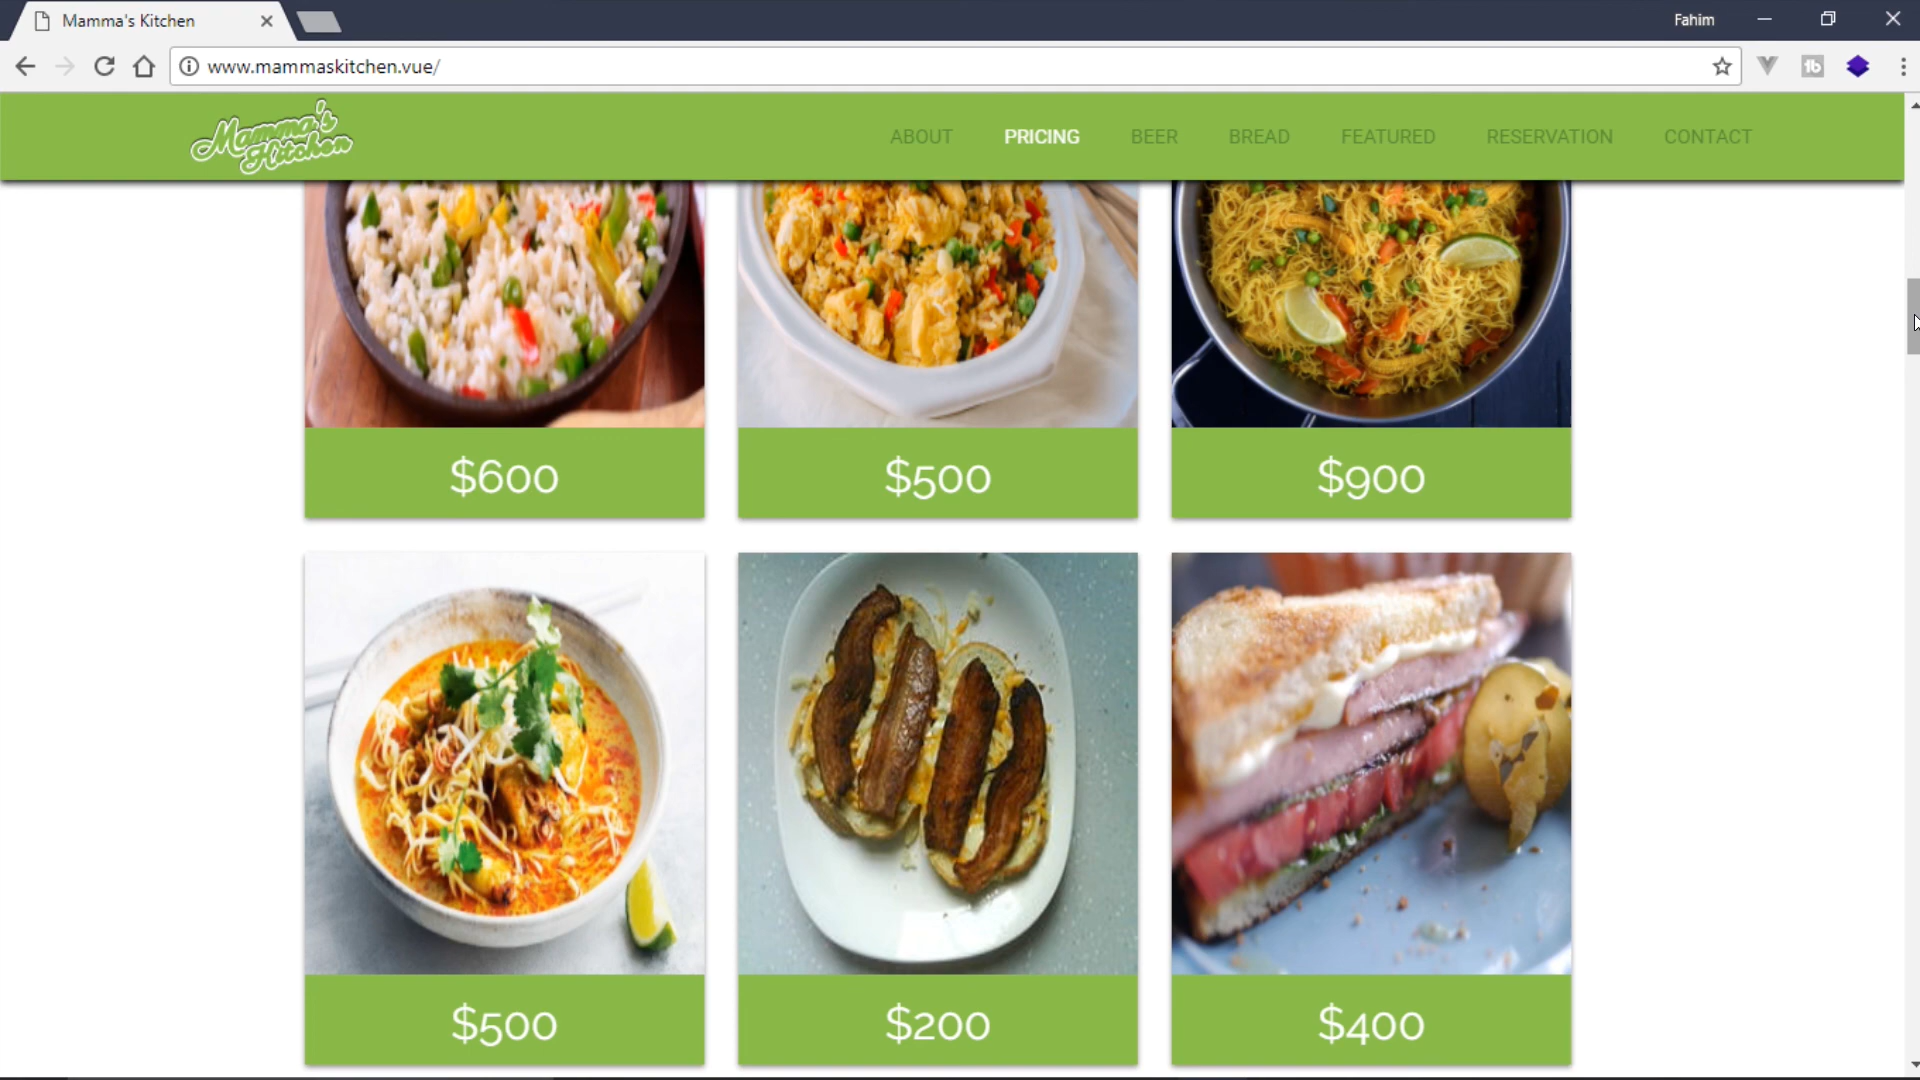 Mamma's Kitchen
Fahim
www.mammaskitchen.vue/
Mamma's
Kitchen
ABOUT PRICING BEER BREAD FEATURED RESERVATION CONTACT
$600 $500 $900
$500 $200 $400